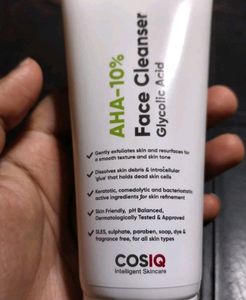 AHA-10%
Face Cleanser
Glycolic Acid
Gently exfoliates skin and resurfaces for
a smooth texture and skin tone
Dissolves skin debris & intracellular
'glue' that holds dead skin cells
Keratotic, comedolytic and bacteriostatic
active ingredients for skin refinement
Skin Friendly, pH Balanced,
Dermatologically Tested & Approved
SLES, sulphate, paraben, soap, dye &
fragrance free, for all skin types
COSIQ
Intelligent Skincare